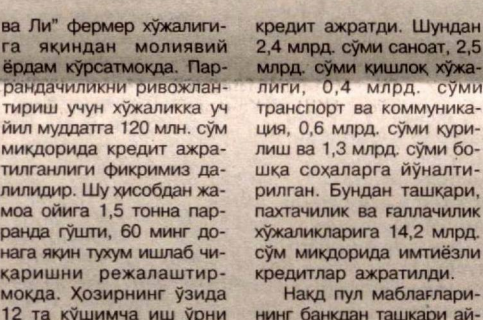 ва Ли” фермер хўжалиги-
га яқиндан молиявий
ёрдам кўрсатмоқда. Пар-
рандачиликни ривожлан-
тириш учун хўжаликка уч
йил муддатга 120 млн. сўм
миқдорида кредит ажра-
тилганлиги фикримиз да-
лилидир. Шу ҳисобдан жа-
моа ойига 1,5 тонна пар-
ранда гўшти, 60 минг до-
нага яқин тухум ишлаб чи-
қаришни режалаштир-
моқда. Ҳозирнинг ўзида
12 та қўшимча иш ўрни
кредит ажратди. Шундан
2,4 млрд. сўми саноат, 2,5
млрд. сўми қишлоқ хўжа-
лиги, 0,4 млрд. сўми
транспорт ва коммуника-
ция, 0,6 млрд. сўми қури-
лиш ва 1,3 млрд. сўми бо-
шқа соҳаларга йўналти-
рилган. Бундан ташқари,
пахтачилик ва ғаллачилик
хўжаликларига 14,2 млрд.
сўм миқдорида имтиёзли
кредитлар ажратилди.
Нақд пул маблағлари-
нинг банкдан ташқари ай-